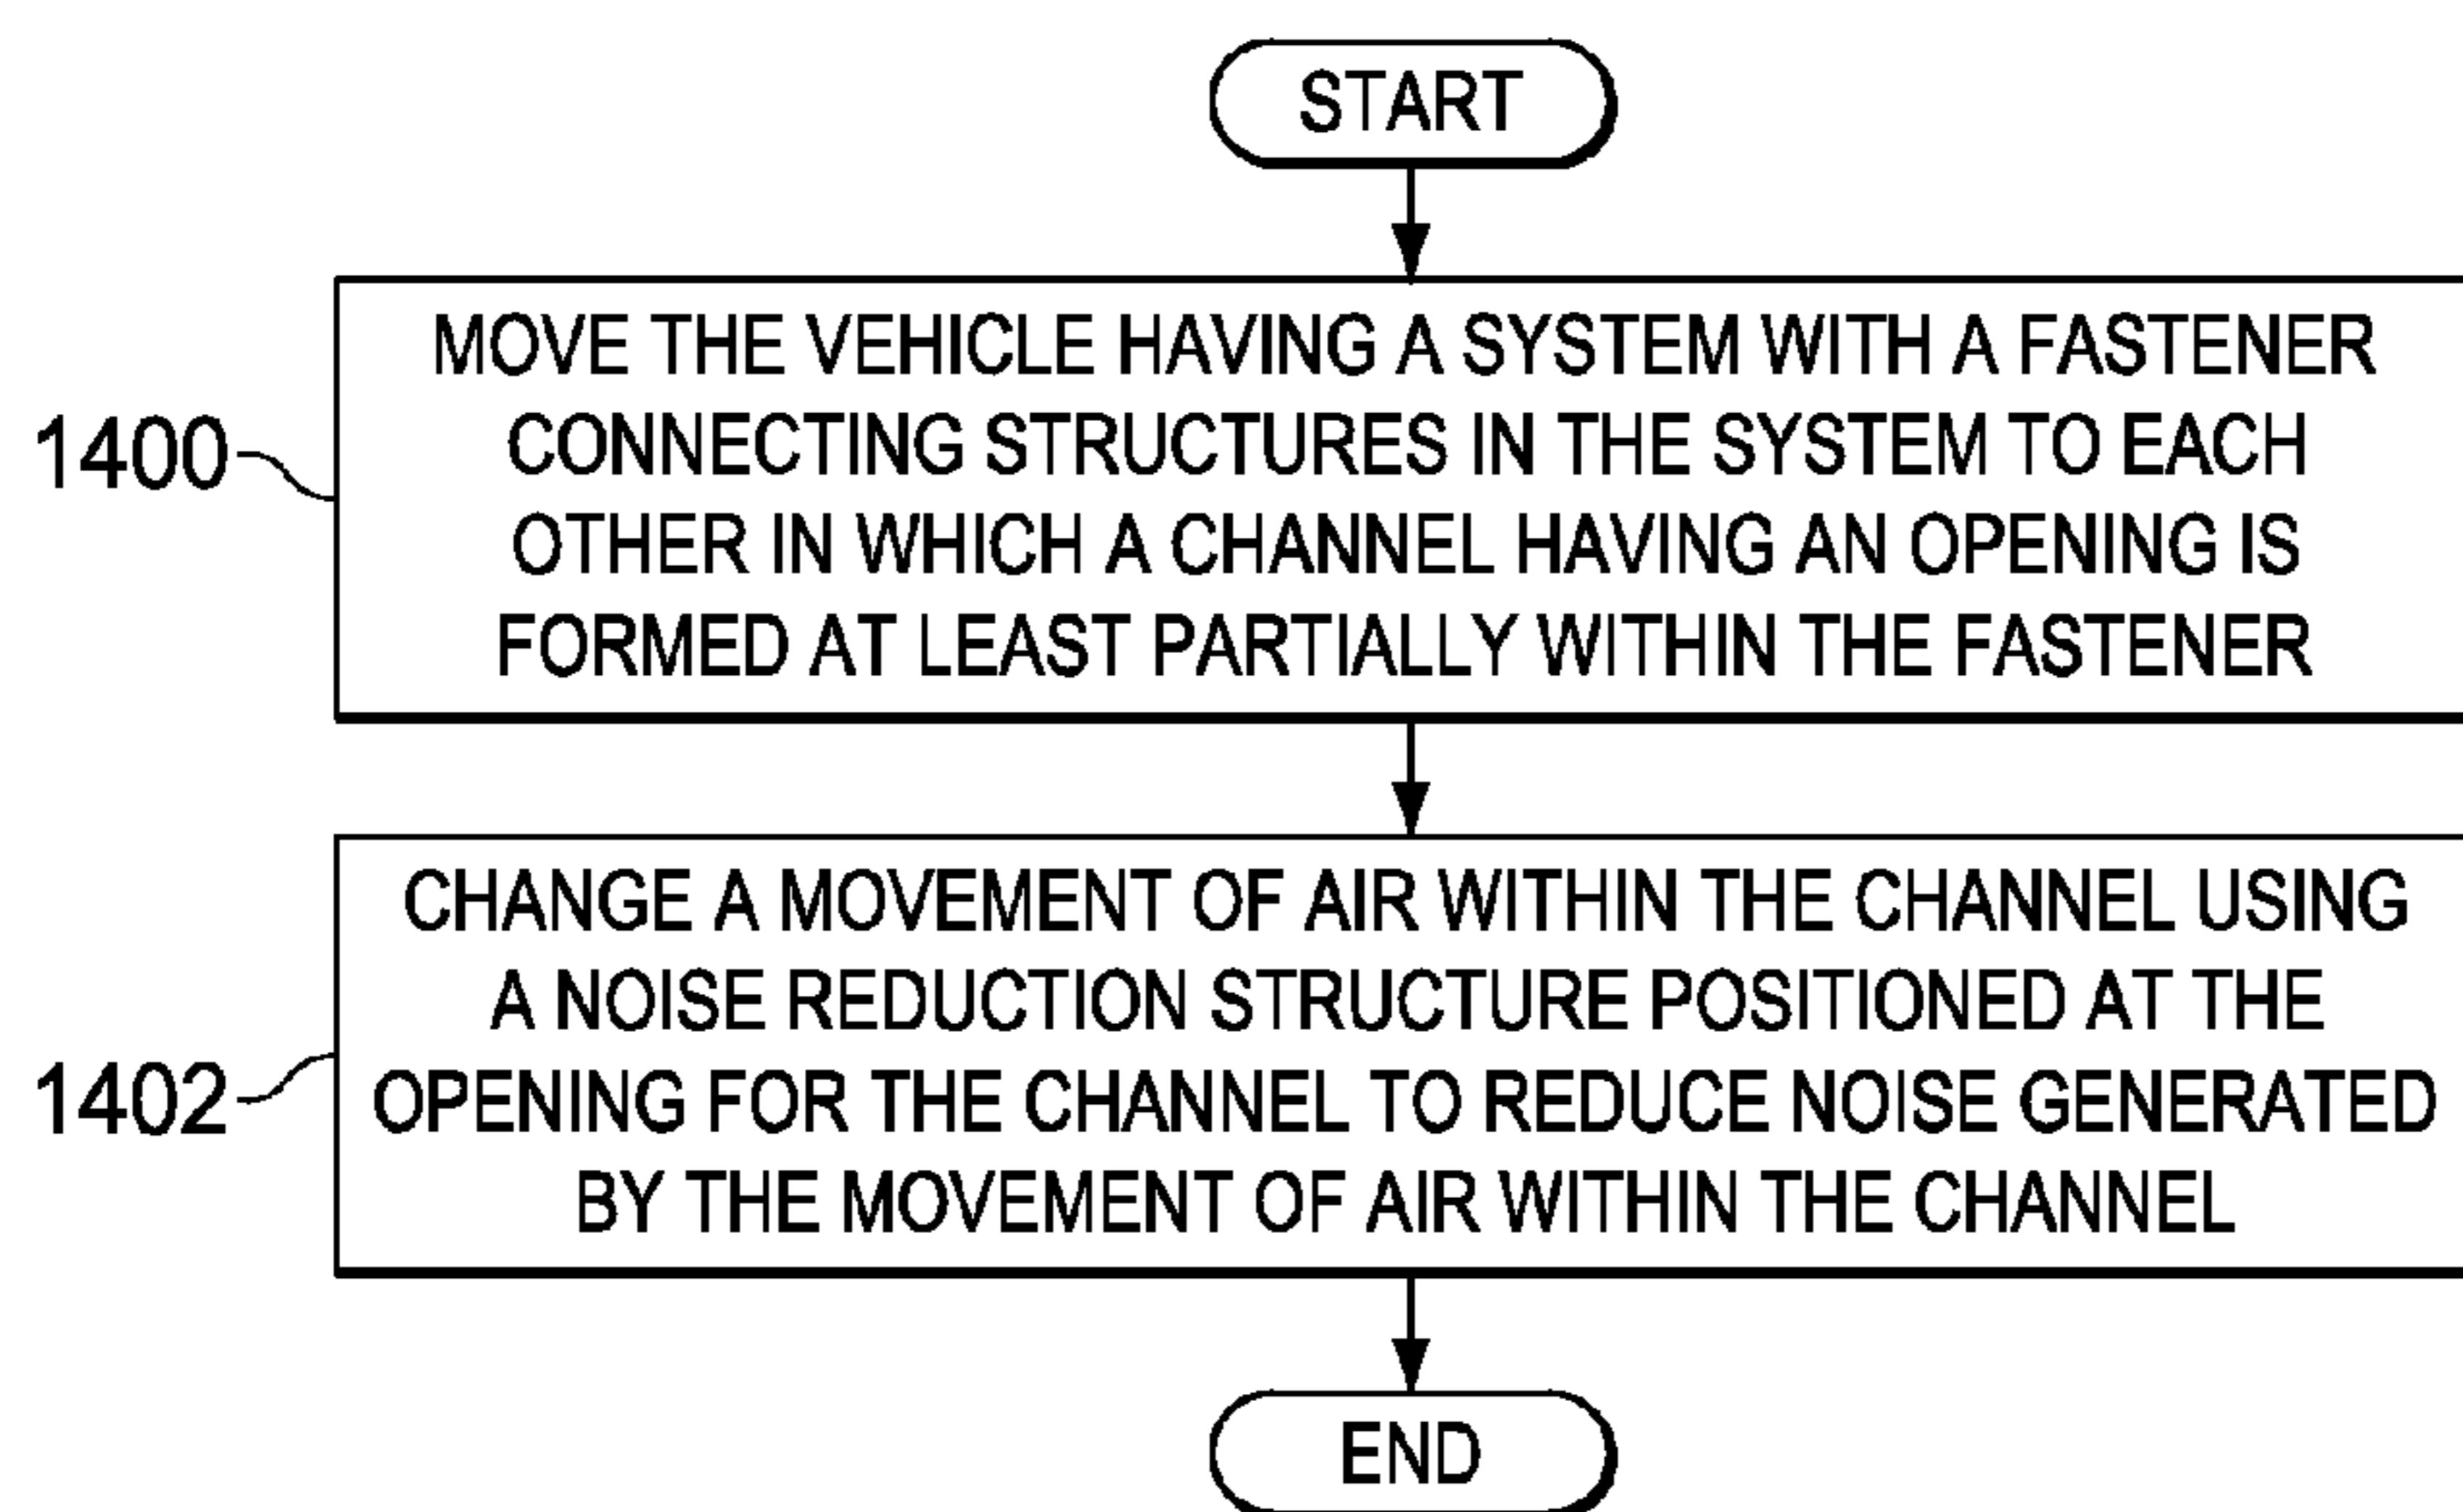 START
MOVE THE VEHICLE HAVING A SYSTEM WITH A FASTENER
CONNECTING STRUCTURES IN THE SYSTEM TO EACH
OTHER IN WHICH A CHANNEL HAVING AN OPENING IS
FORMED AT LEAST PARTIALLY WITHIN THE FASTENER
1400
CHANGE A MOVEMENT OF AIR WITHIN THE CHANNEL USING
A NOISE REDUCTION STRUCTURE POSITIONED AT THE
OPENING FOR THE CHANNEL TO REDUCE NOISE GENERATED
BY THE MOVEMENT OF AIR WITHIN THE CHANNEL
1402
END